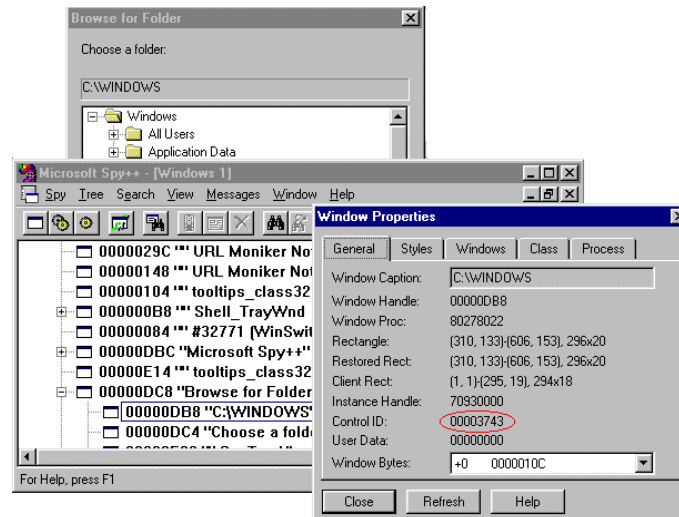 Browse for Folder
Choose a folder:
C:\WINDOWS
Windows
All Users
Application Data
Microsoft Spy++ - [Windows 1]
Spy Tree Search View Messages Window Help
0000029C "" URL Moniker No
00000148 "" URL Moniker Not
00000104 "" tooltips_class32
000000B8 "" Shell_TrayWnd
00000084 "" #32771 (WinSwit
00000DBC "Microsoft Spy++"
00000E14 "" tooltips_class32
00000DC8 "Browse for Folder
00000DB8 "C:\WINDOWS"
00000DC4 "Choose a fold
For Help, press F1
Window Properties
General Styles Windows Class Process
Window Caption: C:\WINDOWS
Window Handle: 00000DB8
Window Proc: 80278022
Rectangle: (310, 133)-(606, 153), 296x20
Restored Rect: (310, 133)-(606, 153), 296x20
Client Rect: (1, 1)-(295, 19), 294x18
Instance Handle: 70930000
Control ID: 00003743
User Data: 00000000
Window Bytes: +0 0000010C
Close Refresh Help